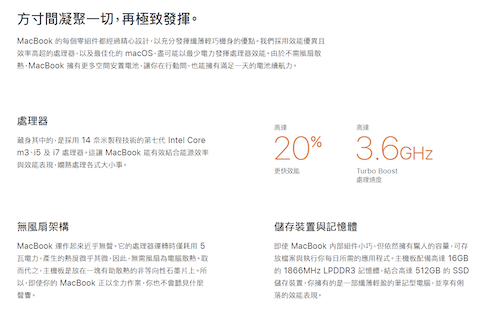 方寸間凝聚一切，再極致發揮。
MacBook 的每個零組件都經過精心設計，以充分發揮纖薄輕巧機身的優點。我們採用效能優異且
效率高超的處理器，以及最佳化的 macOS，盡可能以最少電力發揮處理器效能。由於不需風扇散
熱，MacBook 擁有更多空間安置電池，讓你在行動間，也能擁有滿足一天的電池續航力。
處理器
藏身其中的，是採用 14 奈米製程技術的第七代 Intel Core
m3、i5 及 i7 處理器。這讓 MacBook 能有效結合能源效率
與效能表現，嫻熟處理各式大小事。
高達
20%
更快效能
高達
3.6GHz
Turbo Boost
處理速度
無風扇架構
MacBook 運作起來近乎無聲。它的處理器運轉時僅耗用 5
瓦電力，產生的熱度微乎其微，因此，無需風扇為電腦散熱。取
而代之，主機板是放在一塊有助散熱的非等向性石墨片上。所
以，即使你的 MacBook 正以全力作業，你也不會聽見什麼
聲響。
儲存裝置與記憶體
即使 MacBook 內部組件小巧，但依然擁有驚人的容量，可存
放檔案與執行你每日所需的應用程式。主機板配備高達 16GB
的 1866MHz LPDDR3 記憶體，結合高達 512GB 的 SSD
儲存裝置，你擁有的是一部纖薄輕盈的筆記型電腦，並享有俐
落的效能表現。